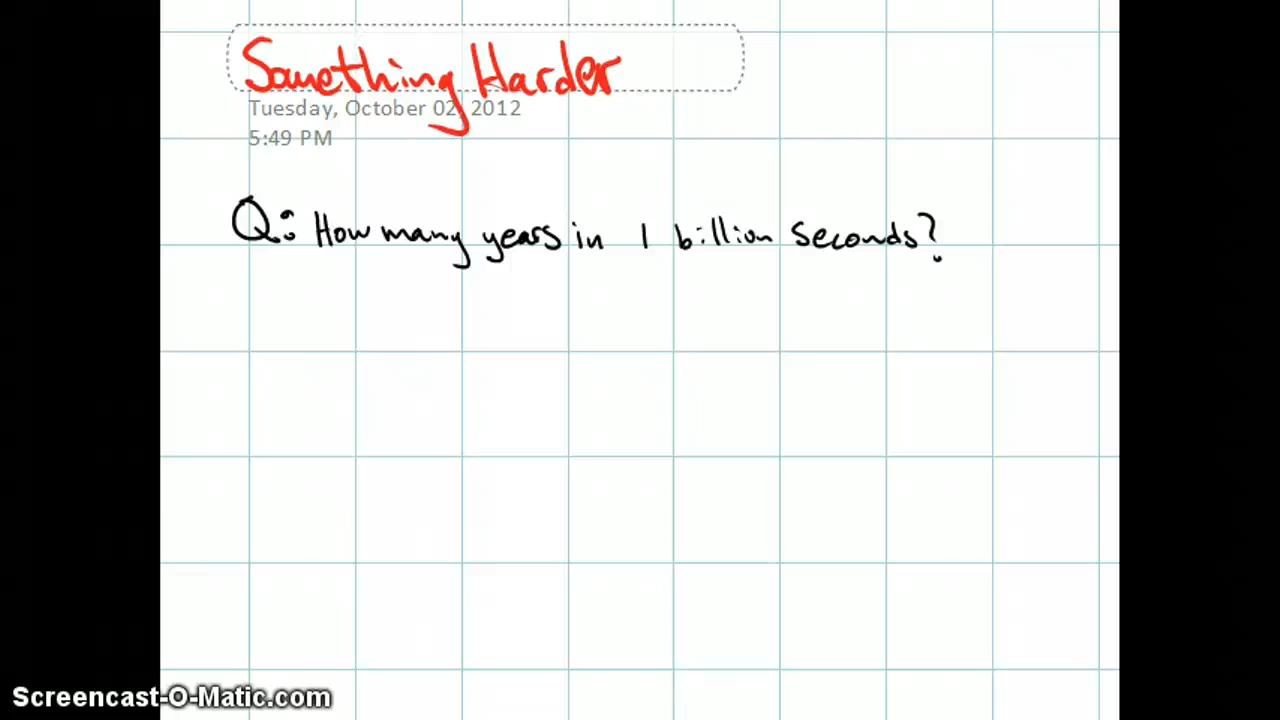 Something Harder
Tuesday, October 02, 2012
5:49 PM
Q: How many years in 1 billion seconds?
Screencast-O-Matic.com